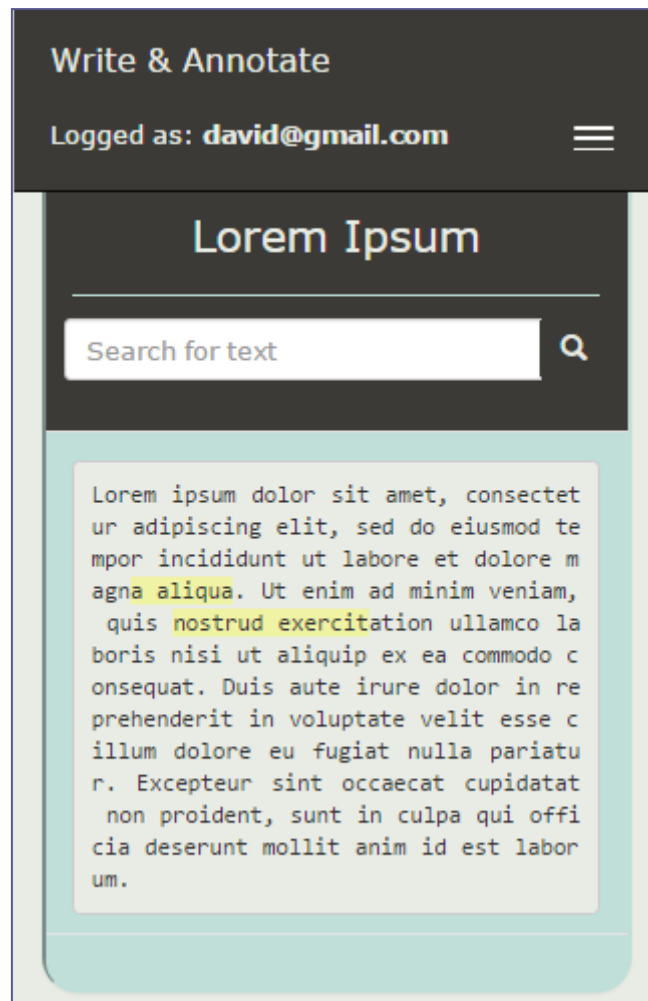 Write & Annotate
Logged as: david@gmail.com
Lorem Ipsum
Search for text
Lorem ipsum dolor sit amet, consectet
ur adipiscing elit, sed do eiusmod te
mpor incididunt ut labore et dolore m
agna aliqua. Ut enim ad minim veniam,
quis nostrud exercitation ullamco la
boris nisi ut aliquip ex ea commodo c
onsequat. Duis aute irure dolor in re
prehenderit in voluptate velit esse c
illum dolore eu fugiat nulla pariatu
r. Excepteur sint occaecat cupidatat
non proident, sunt in culpa qui offi
cia deserunt mollit anim id est labor
um.